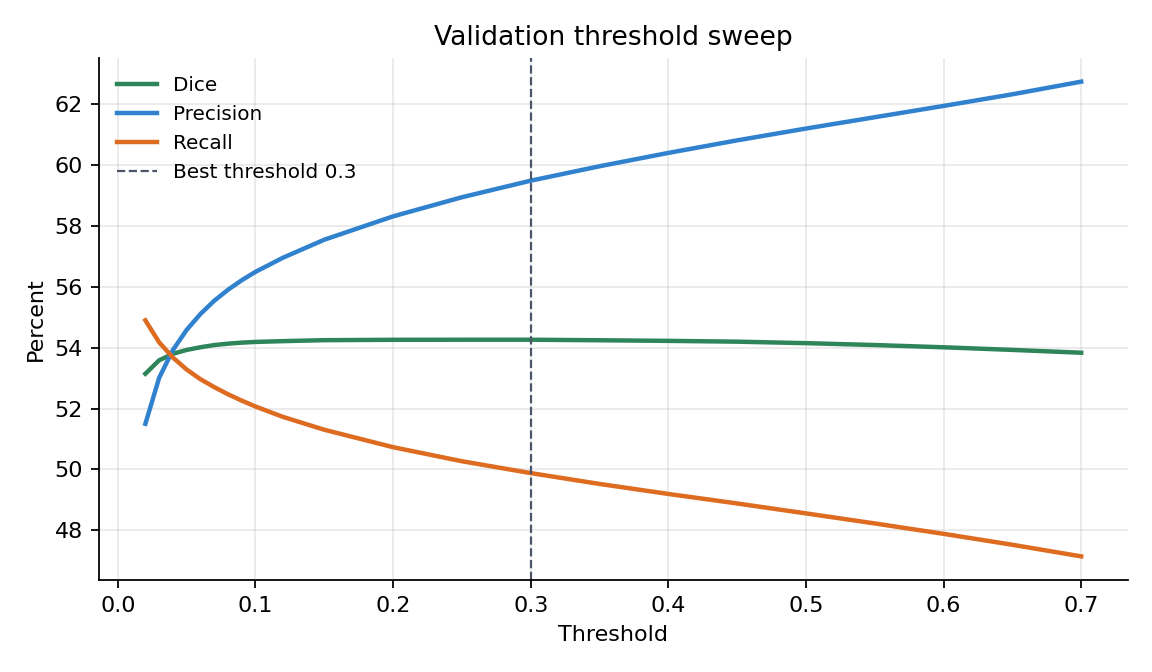 Validation threshold sweep
Dice
Precision
Recall
Best threshold 0.3
Percent
62
60
58
56
54
52
50
48
0.0 0.1 0.2 0.3 0.4 0.5 0.6 0.7
Threshold